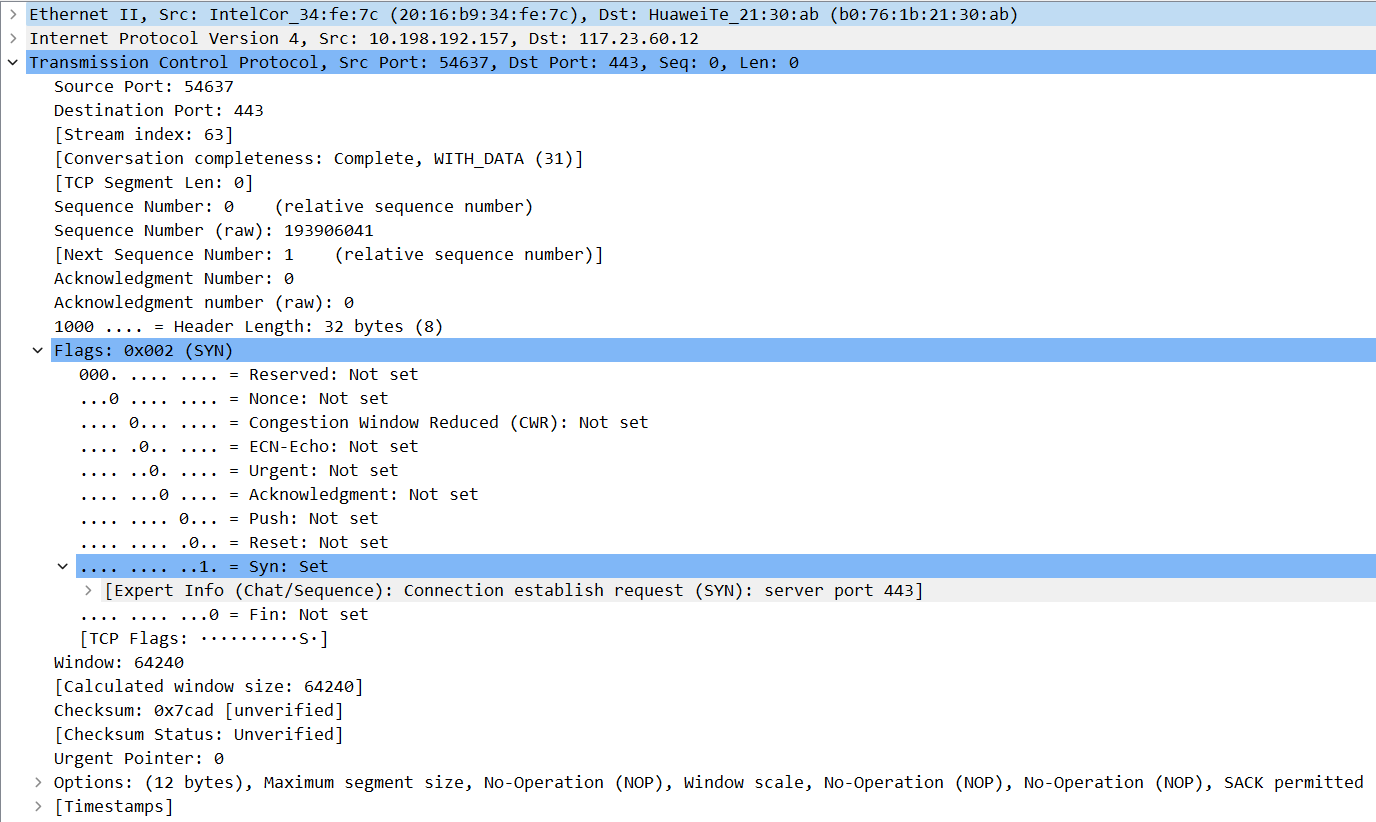 Ethernet II, Src: IntelCor_34:fe:7c (20:16:b9:34:fe:7c), Dst: HuaweiTe_21:30:ab (b0:76:1b:21:30:ab)
Internet Protocol Version 4, Src: 10.198.192.157, Dst: 117.23.60.12
Transmission Control Protocol, Src Port: 54637, Dst Port: 443, Seq: 0, Len: 0
Source Port: 54637
Destination Port: 443
[Stream index: 63]
[Conversation completeness: Complete, WITH_DATA (31)]
[TCP Segment Len: 0]
Sequence Number: 0    (relative sequence number)
Sequence Number (raw): 193906041
[Next Sequence Number: 1    (relative sequence number)]
Acknowledgment Number: 0
Acknowledgment number (raw): 0
1000 .... = Header Length: 32 bytes (8)
Flags: 0x002 (SYN)
000. .... .... = Reserved: Not set
...0 .... .... = Nonce: Not set
.... 0... .... = Congestion Window Reduced (CWR): Not set
.... .0.. .... = ECN-Echo: Not set
.... ..0. .... = Urgent: Not set
.... ...0 .... = Acknowledgment: Not set
.... .... 0... = Push: Not set
.... .... .0.. = Reset: Not set
.... .... ..1. = Syn: Set
[Expert Info (Chat/Sequence): Connection establish request (SYN): server port 443]
.... .... ...0 = Fin: Not set
[TCP Flags: ··········S·]
Window: 64240
[Calculated window size: 64240]
Checksum: 0x7cad [unverified]
[Checksum Status: Unverified]
Urgent Pointer: 0
Options: (12 bytes), Maximum segment size, No-Operation (NOP), Window scale, No-Operation (NOP), No-Operation (NOP), SACK permitted
[Timestamps]